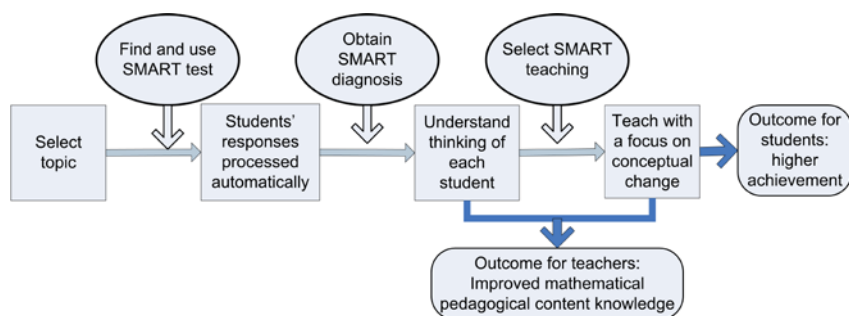 Find and use
SMART test
Obtain
SMART
diagnosis
Select SMART
teaching
Select
topic
Students'
responses
processed
automatically
Understand
thinking of
each
student
Teach with
a focus on
conceptual
change
Outcome for
students:
higher
achievement
Outcome for teachers:
Improved mathematical
pedagogical content knowledge